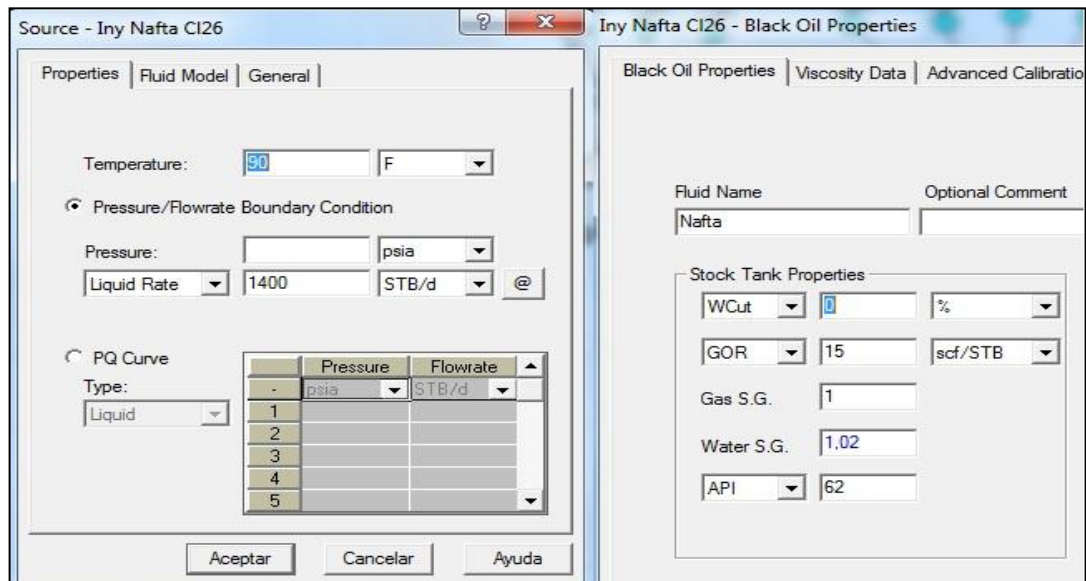 Source - Iny Nafta CI26
Properties Fluid Model General
Temperature: 90 F
Pressure/Flowrate Boundary Condition
Pressure: psia
Liquid Rate 1400 STB/d @
PQ Curve
Type:
Liquid
Pressure Flowrate
- psia STB/d
1
2
3
4
5
Aceptar Cancelar Ayuda
Iny Nafta CI26 - Black Oil Properties
Black Oil Properties Viscosity Data Advanced Calibratio
Fluid Name Optional Comment
Nafta
Stock Tank Properties
WCut 0 %
GOR 15 scf/STB
Gas S.G. 1
Water S.G. 1,02
API 62